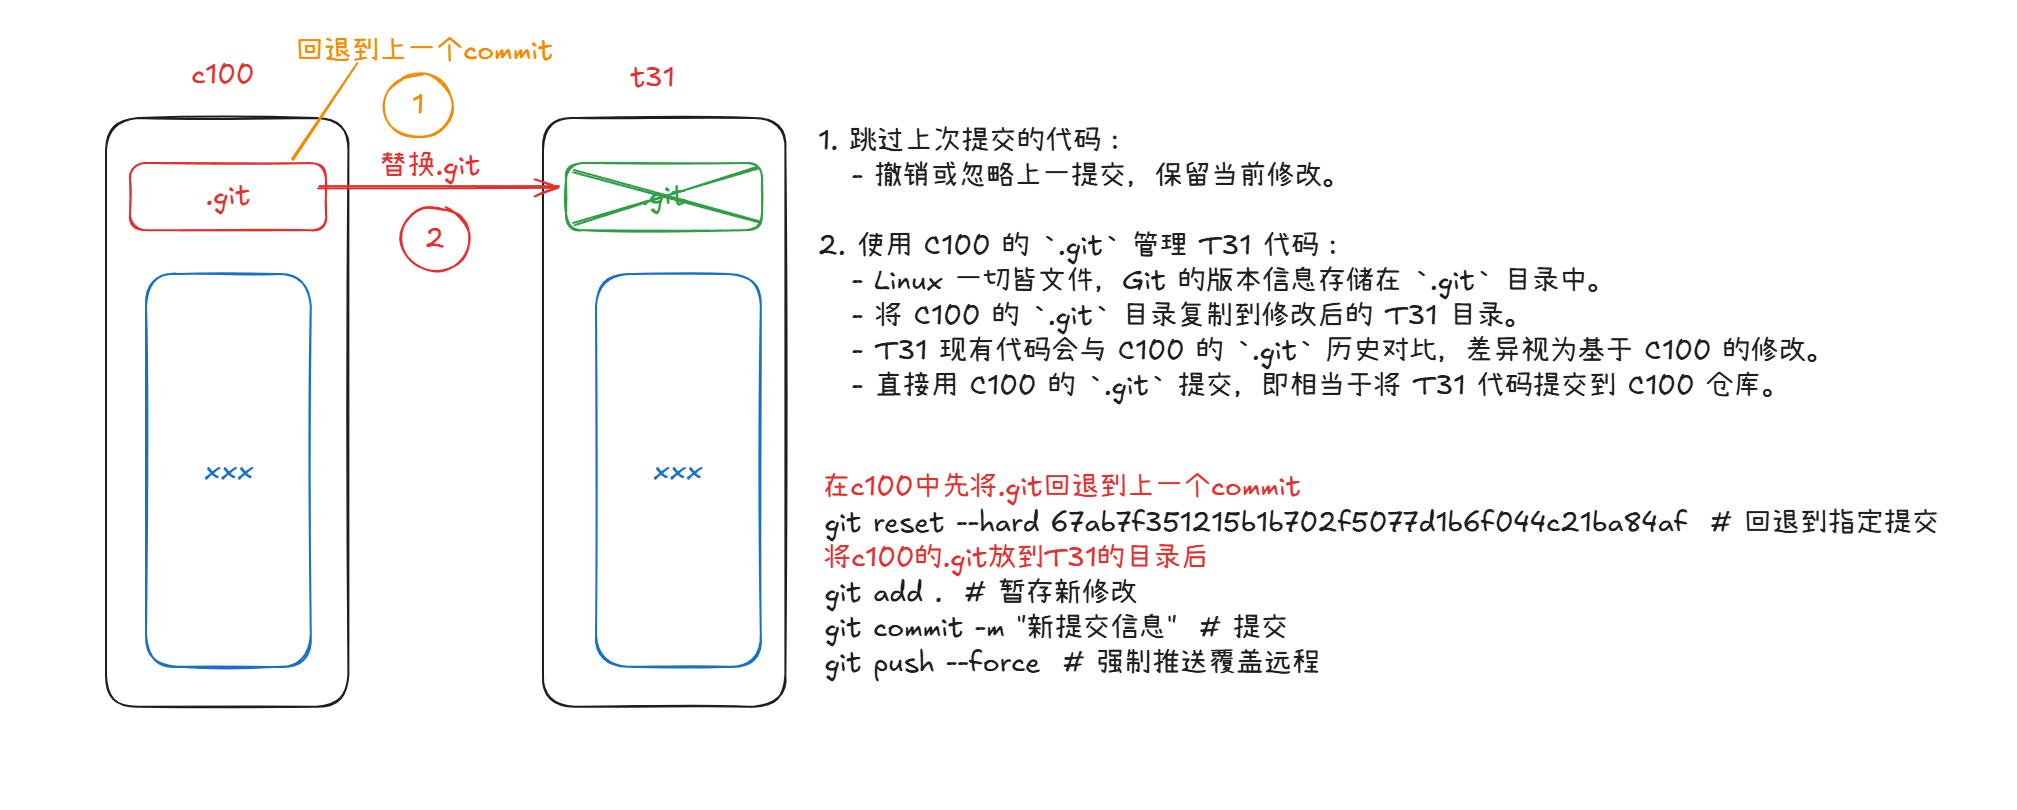 回退到上一个commit
c100
t31
1
替换.git
.git
.git
2
xxx
xxx
1. 跳过上次提交的代码：
- 撤销或忽略上一提交，保留当前修改。
2. 使用 C100 的 `.git` 管理 T31 代码：
- Linux 一切皆文件，Git 的版本信息存储在 `.git` 目录中。
- 将 C100 的 `.git` 目录复制到修改后的 T31 目录。
- T31 现有代码会与 C100 的 `.git` 历史对比，差异视为基于 C100 的修改。
- 直接用 C100 的 `.git` 提交，即相当于将 T31 代码提交到 C100 仓库。
在c100中先将.git回退到上一个commit
git reset --hard 67ab7f351215b1b702f5077d1b6f044c21ba84af # 回退到指定提交
将c100的.git放到T31的目录后
git add . # 暂存新修改
git commit -m "新提交信息" # 提交
git push --force # 强制推送覆盖远程